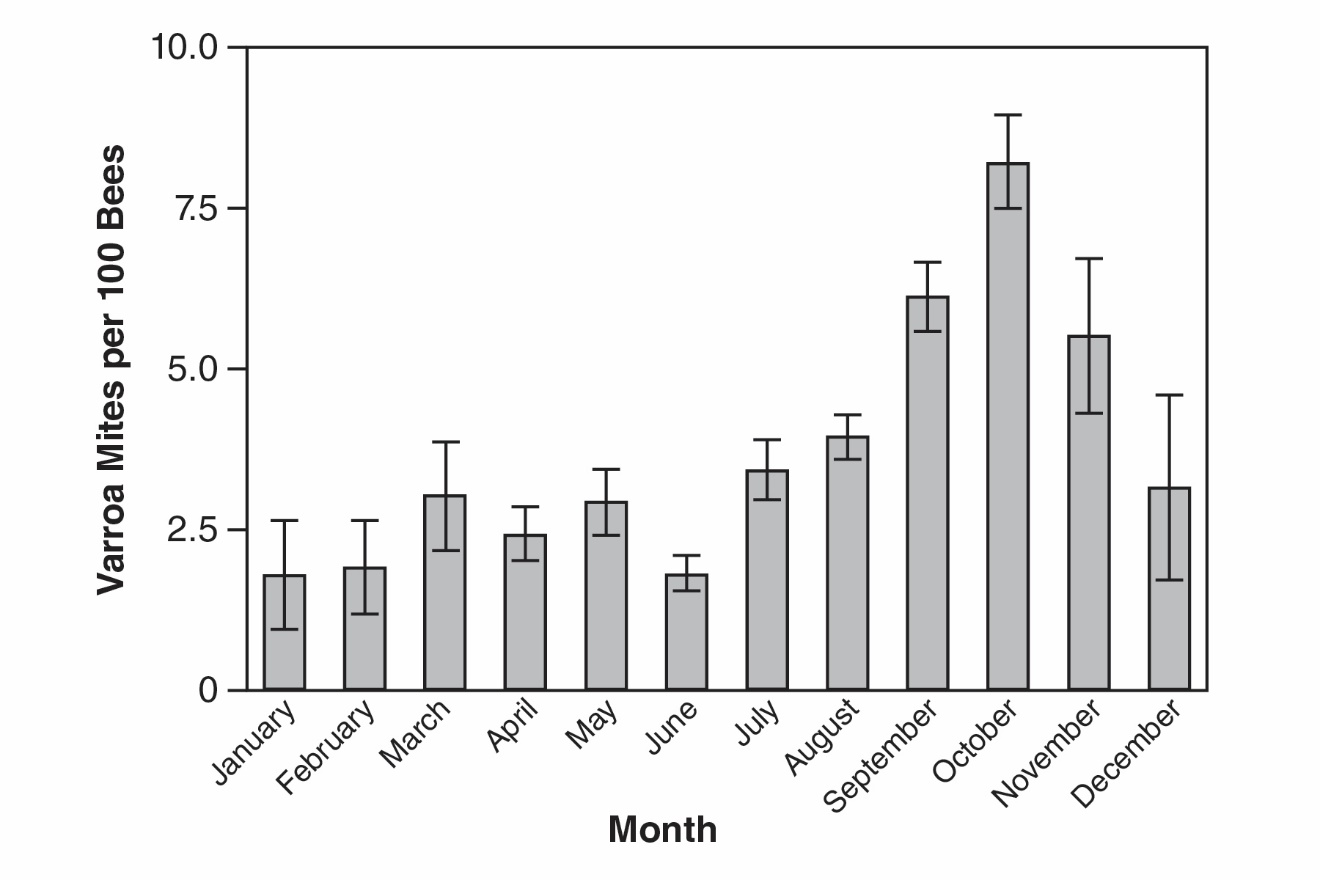 10.0
7.5
5.0
2.5
0
Varroa Mites per 100 Bees
January
February
March
April
May
June
July
August
September
October
November
December
Month